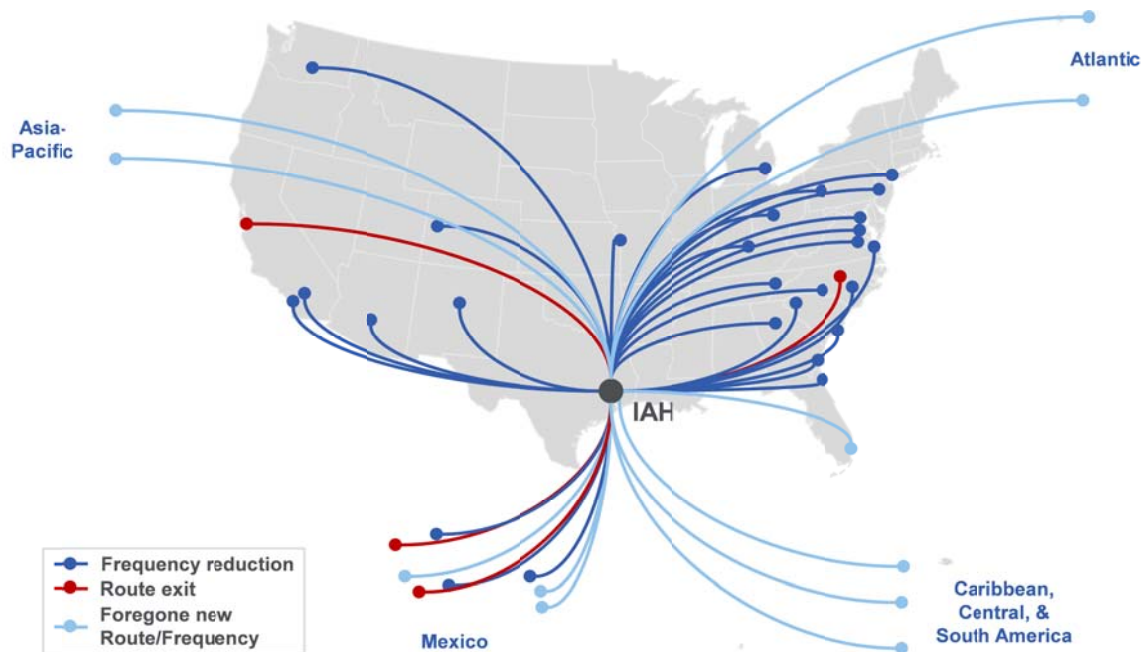 Atlantic
Asia-
Pacific
IAH
Frequency reduction
Route exit
Foregone new
Route/Frequency
Mexico
Caribbean,
Central, &
South America